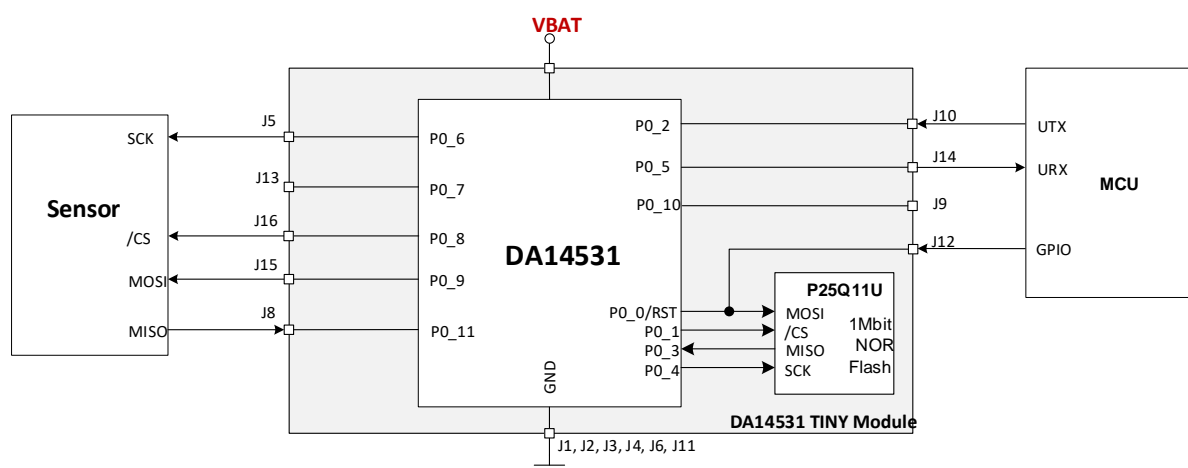 VBAT
Sensor
SCK
/CS
MOSI
MISO
J5
J13
J16
J15
J8
P0_6
P0_7
P0_8
P0_9
P0_11
DA14531
GND
P0_2
P0_5
P0_10
P0_0/RST
P0_1
P0_3
P0_4
P25Q11U
MOSI
/CS
MISO
SCK
1Mbit
NOR
Flash
DA14531 TINY Module
J10
J14
J9
J12
UTX
URX
GPIO
MCU
J1, J2, J3, J4, J6, J11